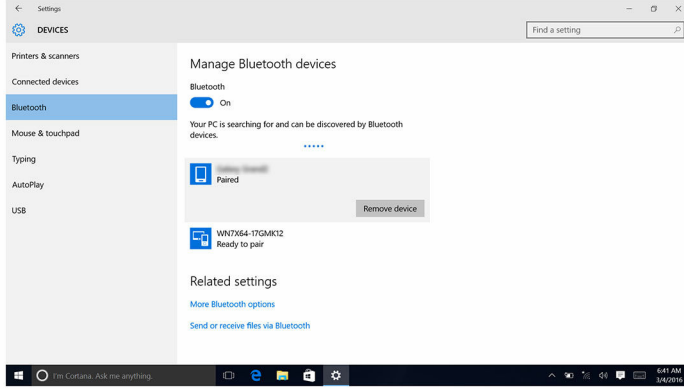 Settings
DEVICES
Find a setting
Printers & scanners
Connected devices
Bluetooth
Mouse & touchpad
Typing
AutoPlay
USB
Manage Bluetooth devices
Bluetooth
On
Your PC is searching for and can be discovered by Bluetooth
devices.
Paired
Remove device
WN7X64-17GMK12
Ready to pair
Related settings
More Bluetooth options
Send or receive files via Bluetooth
I'm Cortana. Ask me anything.
6:41 AM
3/4/2016